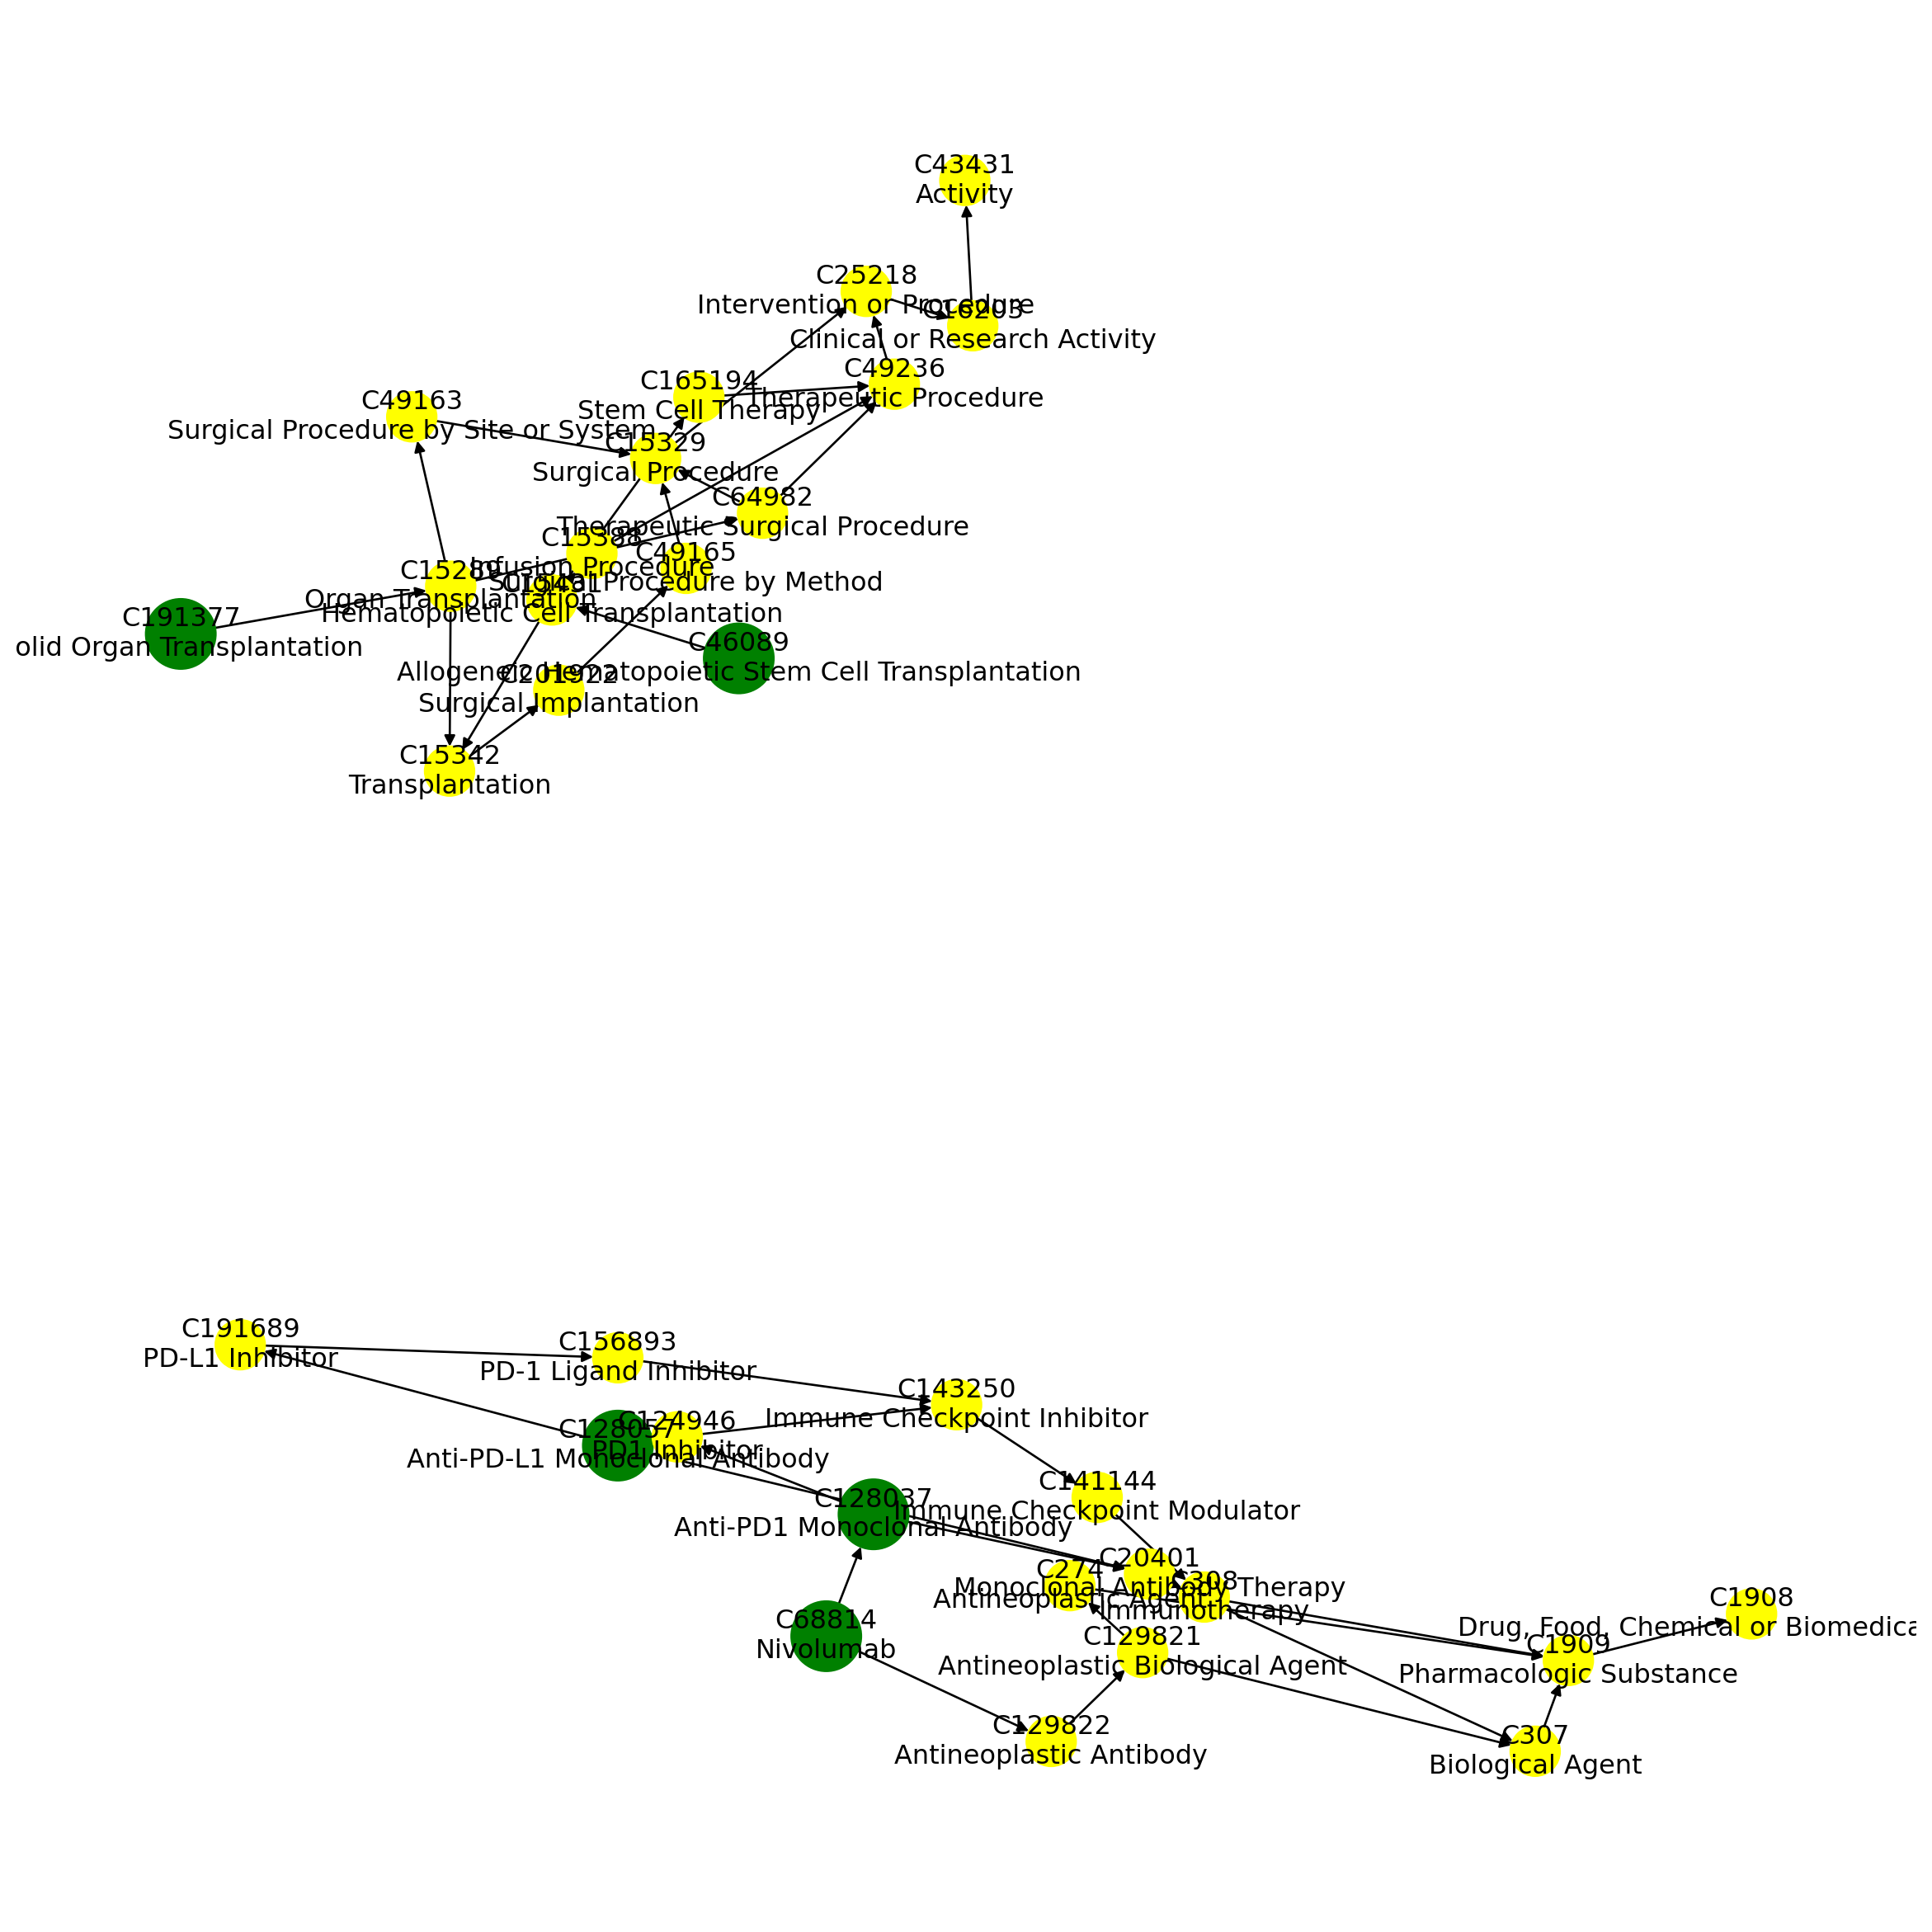 C43431
Activity
C25218
Intervention or Procedure
C16203
Clinical or Research Activity
C49236
Therapeutic Procedure
C165194
Stem Cell Therapy
C49163
Surgical Procedure by Site or System
C15329
Surgical Procedure
C64982
Therapeutic Surgical Procedure
C15388
Infusion Procedure
C49165
Surgical Procedure by Method
C15289
Organ Transplantation
C15431
Hematopoietic Cell Transplantation
C191377
olid Organ Transplantation
C46089
Allogeneic Hematopoietic Stem Cell Transplantation
C201922
Surgical Implantation
C15342
Transplantation
C191689
PD-L1 Inhibitor
C156893
PD-1 Ligand Inhibitor
C143250
Immune Checkpoint Inhibitor
C124946
PD1 Inhibitor
C128057
Anti-PD-L1 Monoclonal Antibody
C141144
Immune Checkpoint Modulator
C128037
Anti-PD1 Monoclonal Antibody
C20401
Monoclonal Antibody Therapy
C274
Antineoplastic Agent
C308
Immunotherapy
C1908
Drug, Food, Chemical or Biomedica
C68814
Nivolumab
C129821
Antineoplastic Biological Agent
C1909
Pharmacologic Substance
C129822
Antineoplastic Antibody
C307
Biological Agent